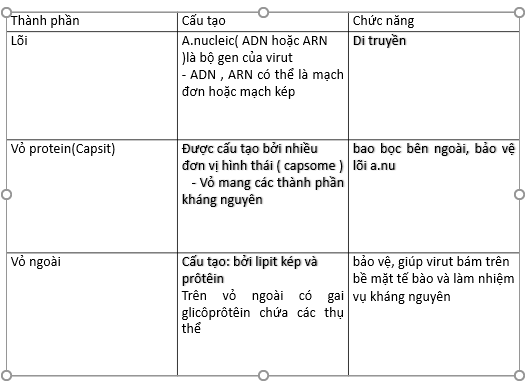 Thành phần
Cấu tạo
Chức năng
Lõi
A.nucleic( ADN hoặc ARN
)là bộ gen của virut
- ADN , ARN có thể là mạch
đơn hoặc mạch kép
Di truyền
Vỏ protein(Capsit)
Được cấu tạo bởi nhiều
đơn vị hình thái ( capsome )
- Vỏ mang các thành phần
kháng nguyên
bao bọc bên ngoài, bảo vệ
lõi a.nu
Vỏ ngoài
Cấu tạo: bởi lipit kép và
prôtêin
Trên vỏ ngoài có gai
glicôprôtêin chứa các thụ
thể
bảo vệ, giúp virut bám trên
bề mặt tế bào và làm nhiệm
vụ kháng nguyên